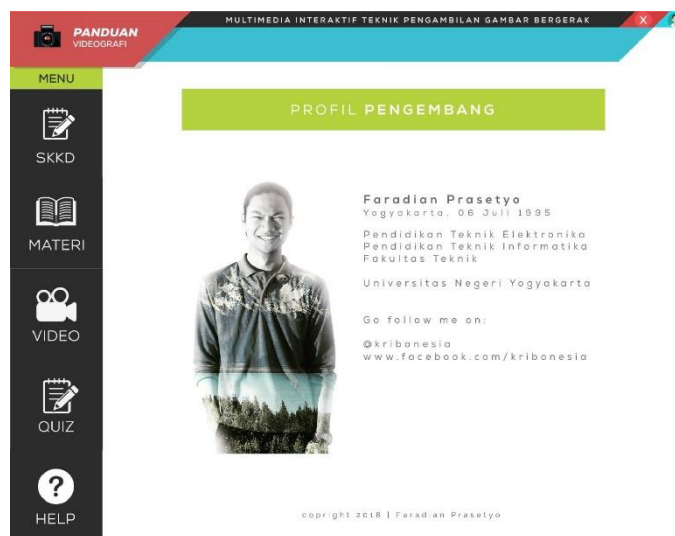 PANDUAN
VIDEOGRAFI
MULTIMEDIA INTERAKTIF TEKNIK PENGAMBILAN GAMBAR BERGERAK
X
MENU
SKKD
MATERI
VIDEO
QUIZ
?
HELP
PROFIL PENGEMBANG
Faradian Prasetyo
Yogyakarta, 06 Juli 1995
Pendidikan Teknik Elektronika
Pendidikan Teknik Informatika
Fakultas Teknik
Universitas Negeri Yogyakarta
Go follow me on:
@kribonesia
www.facebook.com/kribonesia
copright 2018 | Faradian Prasetyo